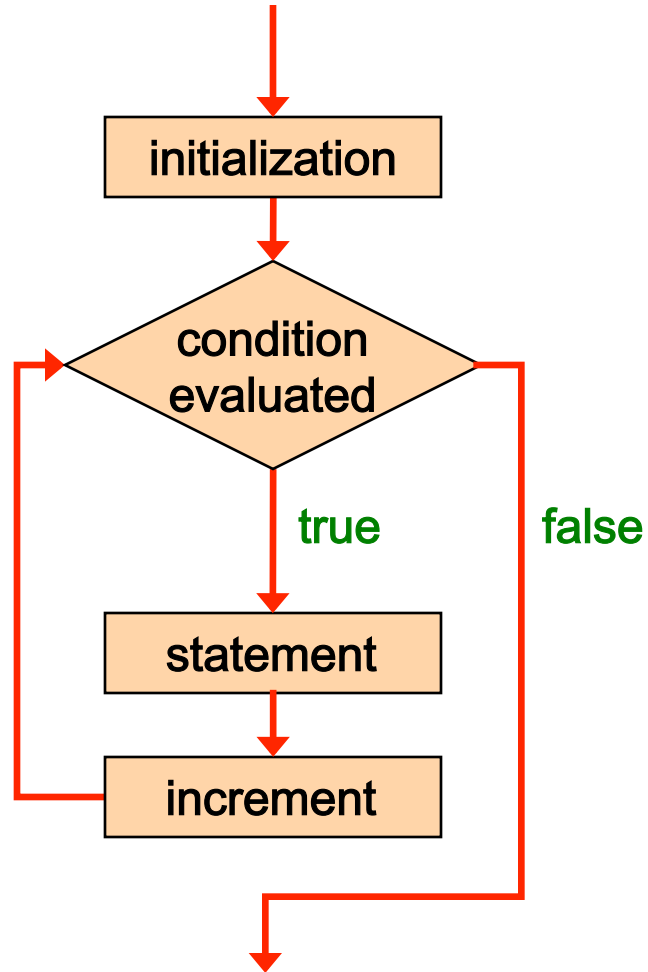 initialization
condition
evaluated
true
false
statement
increment